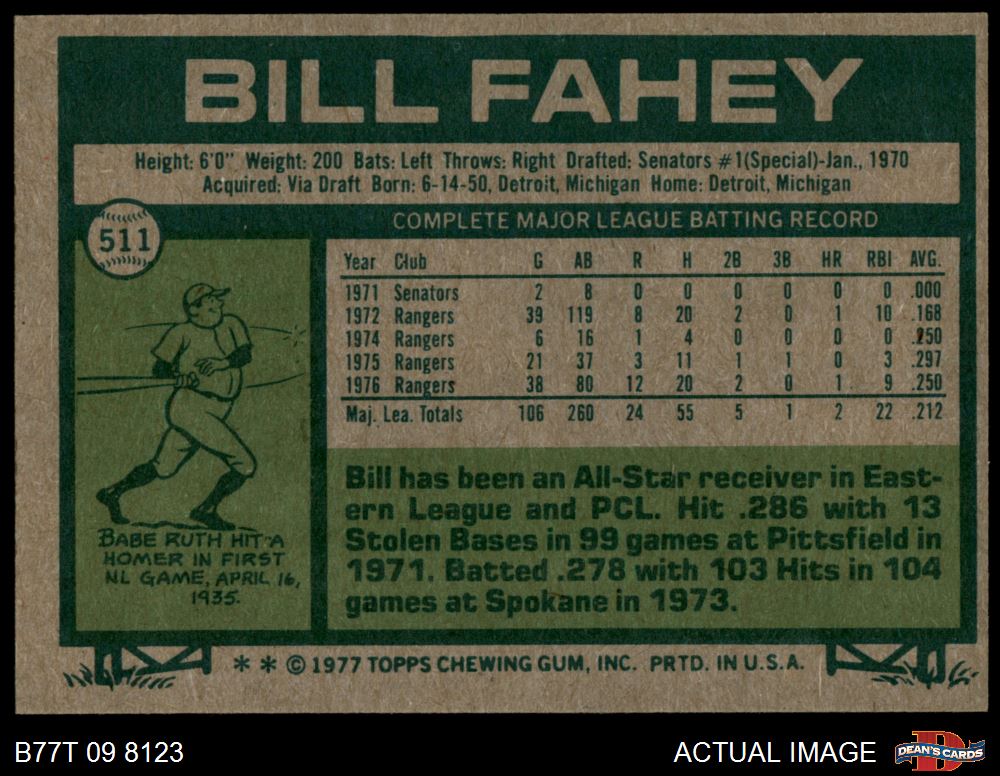 BILL FAHEY
Height: 6'0" Weight: 200 Bats: Left Throws: Right Drafted: Senators #1(Special)-Jan., 1970
Acquired: Via Draft Born: 6-14-50, Detroit, Michigan Home: Detroit, Michigan
511
COMPLETE MAJOR LEAGUE BATTING RECORD
Year Club G AB R H 2B 3B HR RBI AVG.
1971 Senators 2 8 0 0 0 0 0 0 .000
1972 Rangers 39 119 8 20 2 0 1 10 .168
1974 Rangers 6 16 1 4 0 0 0 0 .250
1975 Rangers 21 37 3 11 1 1 0 3 .297
1976 Rangers 38 80 12 20 2 0 1 9 .250
Maj. Lea. Totals 106 260 24 55 5 1 2 22 .212
BABE RUTH HIT A
HOMER IN FIRST
NL GAME, APRIL 16,
1935.
Bill has been an All-Star receiver in East-
ern League and PCL. Hit .286 with 13
Stolen Bases in 99 games at Pittsfield in
1971. Batted .278 with 103 Hits in 104
games at Spokane in 1973.
* * © 1977 TOPPS CHEWING GUM, INC. PRTD. IN U.S.A.
B77T 09 8123
ACTUAL IMAGE
D
DEAN'S CARDS